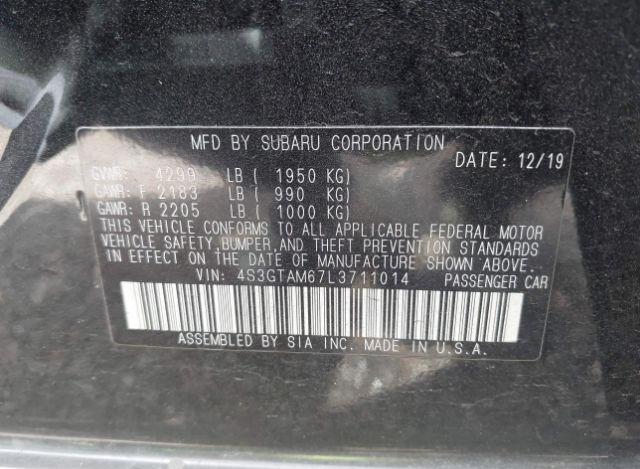 MFD BY SUBARU CORPORATION
DATE: 12/19
GVWR: 4299 LB ( 1950 KG)
GAWR: F 2183 LB ( 990 KG)
GAWR: R 2205 LB ( 1000 KG)
THIS VEHICLE CONFORMS TO ALL APPLICABLE FEDERAL MOTOR
VEHICLE SAFETY,BUMPER,AND THEFT PREVENTION STANDARDS
IN EFFECT ON THE DATE OF MANUFACTURE SHOWN ABOVE.
VIN: 4S3GTAM67L3711014 PASSENGER CAR
ASSEMBLED BY SIA INC. MADE IN U.S.A.